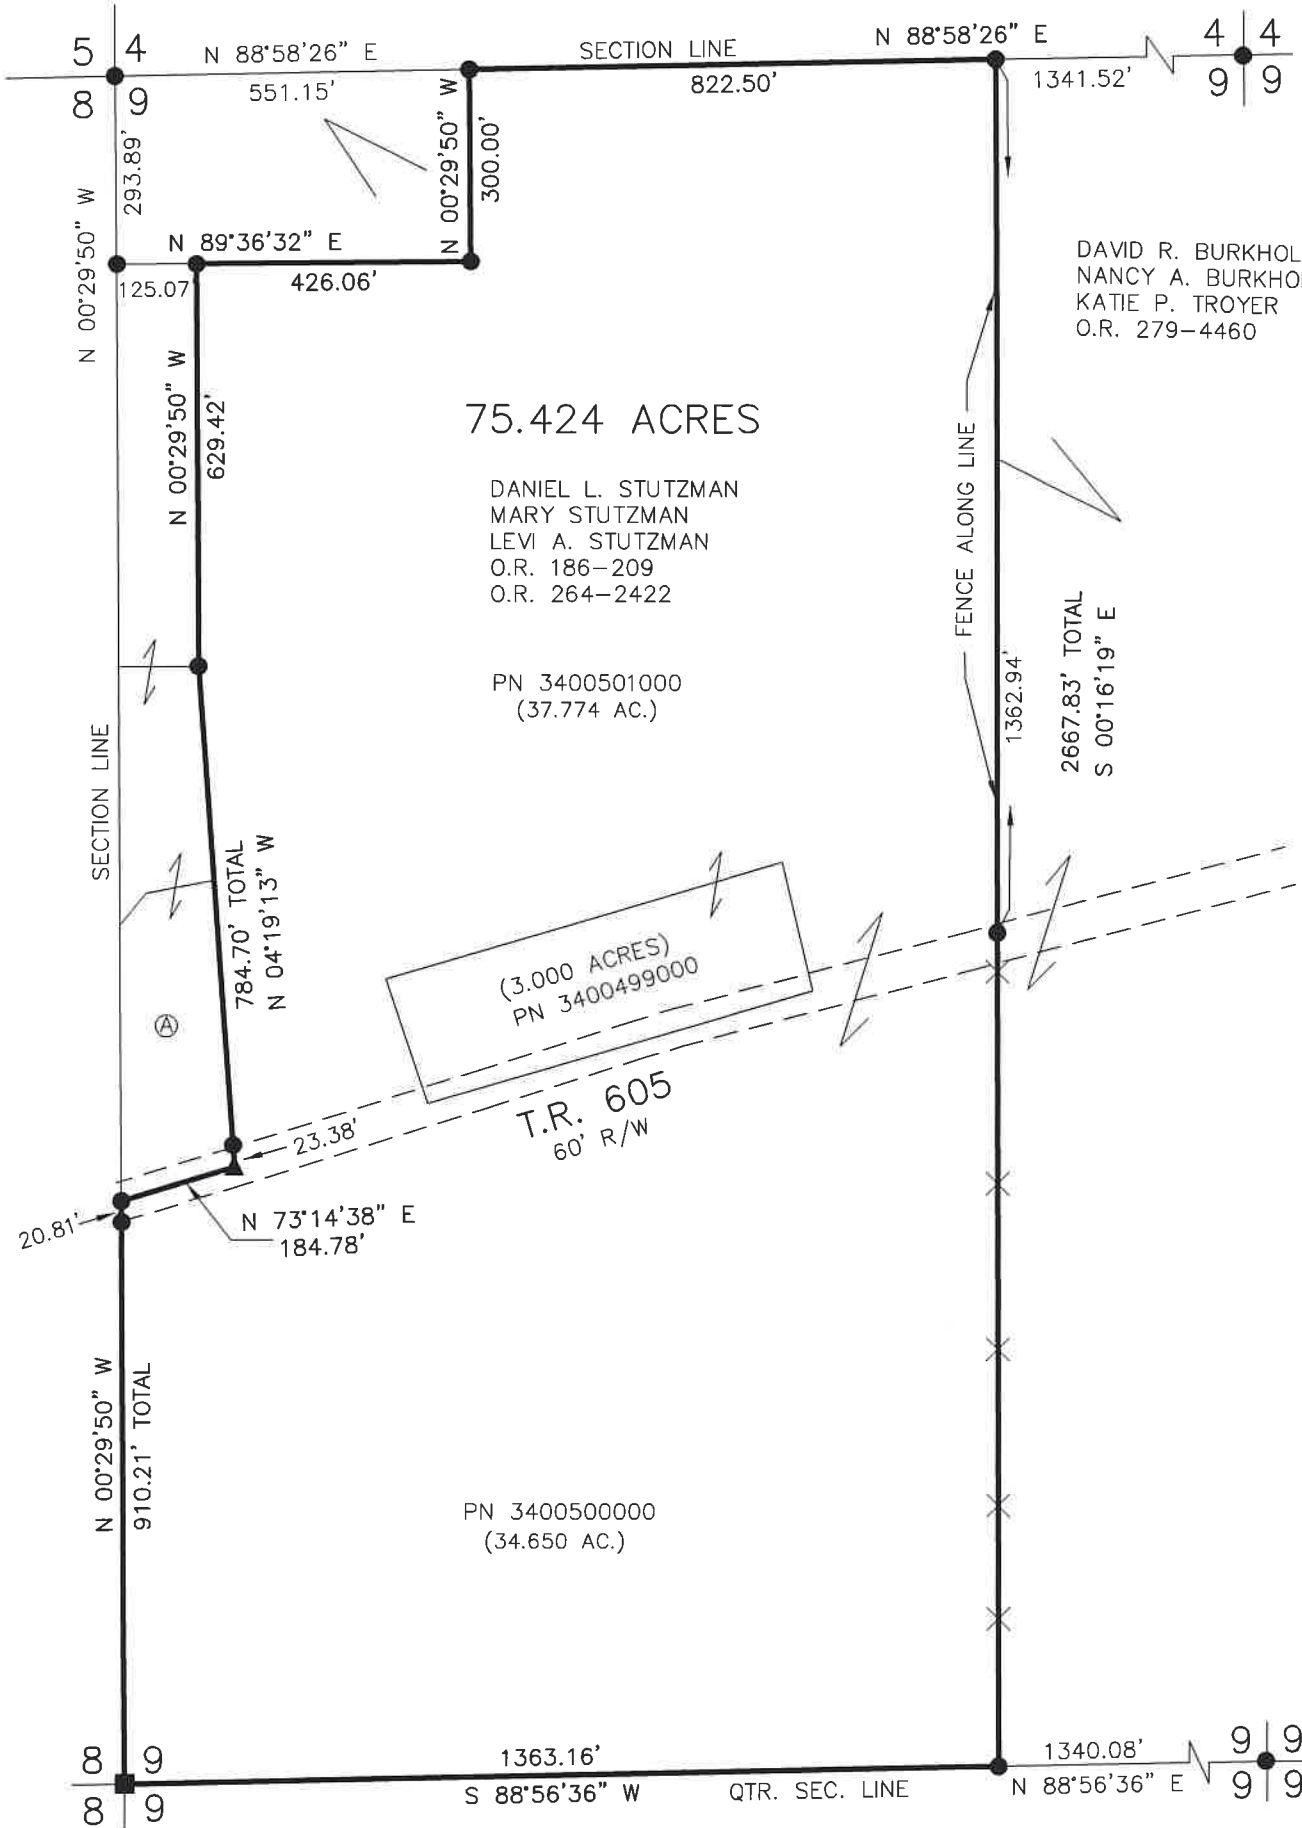 5 4
8 9
N 88°58'26" E
551.15'
SECTION LINE
822.50'
N 88°58'26" E
1341.52'
4 4
9 9
293.89'
N 00°29'50" W
N 00°29'50" W
300.00'
N 89°36'32" E
125.07'
426.06'
DAVID R. BURKHOL
NANCY A. BURKHO
KATIE P. TROYER
O.R. 279-4460
N 00°29'50" W
629.42'
75.424 ACRES
DANIEL L. STUTZMAN
MARY STUTZMAN
LEVI A. STUTZMAN
O.R. 186-209
O.R. 264-2422
FENCE ALONG LINE
PN 3400501000
(37.774 AC.)
1362.94'
2667.83' TOTAL
S 00°16'19" E
SECTION LINE
784.70' TOTAL
N 04°19'13" W
(3.000 ACRES)
PN 3400499000
A
T.R. 605
60' R/W
23.38'
20.81'
N 73°14'38" E
184.78'
N 00°29'50" W
910.21' TOTAL
PN 3400500000
(34.650 AC.)
8 9
8 9
1363.16'
S 88°56'36" W
QTR. SEC. LINE
1340.08'
N 88°56'36" E
9 9
9 9